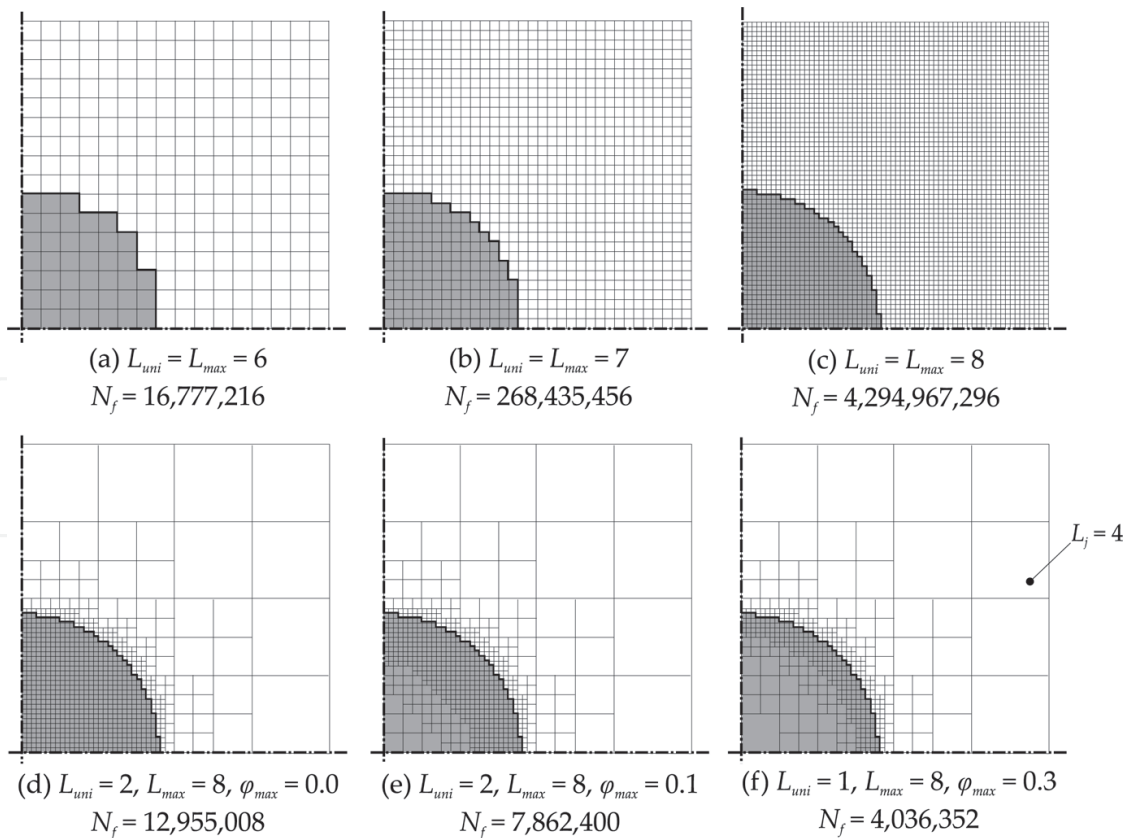 (a) L_uni = L_max = 6
N_f = 16,777,216
(b) L_uni = L_max = 7
N_f = 268,435,456
(c) L_uni = L_max = 8
N_f = 4,294,967,296
L_j = 4
(d) L_uni = 2, L_max = 8, φ_max = 0.0
N_f = 12,955,008
(e) L_uni = 2, L_max = 8, φ_max = 0.1
N_f = 7,862,400
(f) L_uni = 1, L_max = 8, φ_max = 0.3
N_f = 4,036,352